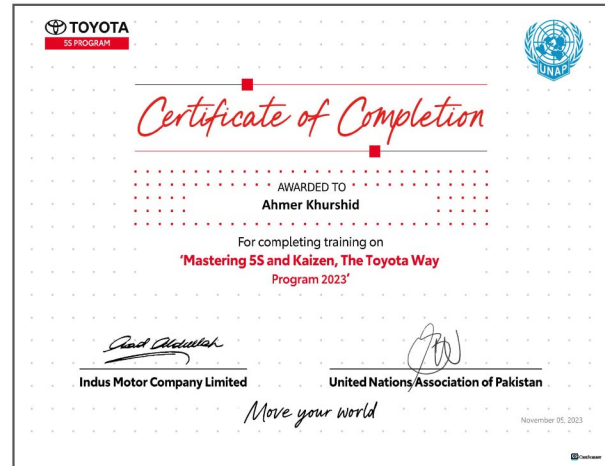 TOYOTA
5S PROGRAM
UNAP
Certificate of Completion
AWARDED TO
Ahmer Khurshid
For completing training on
'Mastering 5S and Kaizen, The Toyota Way
Program 2023'
Indus Motor Company Limited
United Nations Association of Pakistan
Move your world
November 05, 2023
CS CamScanner